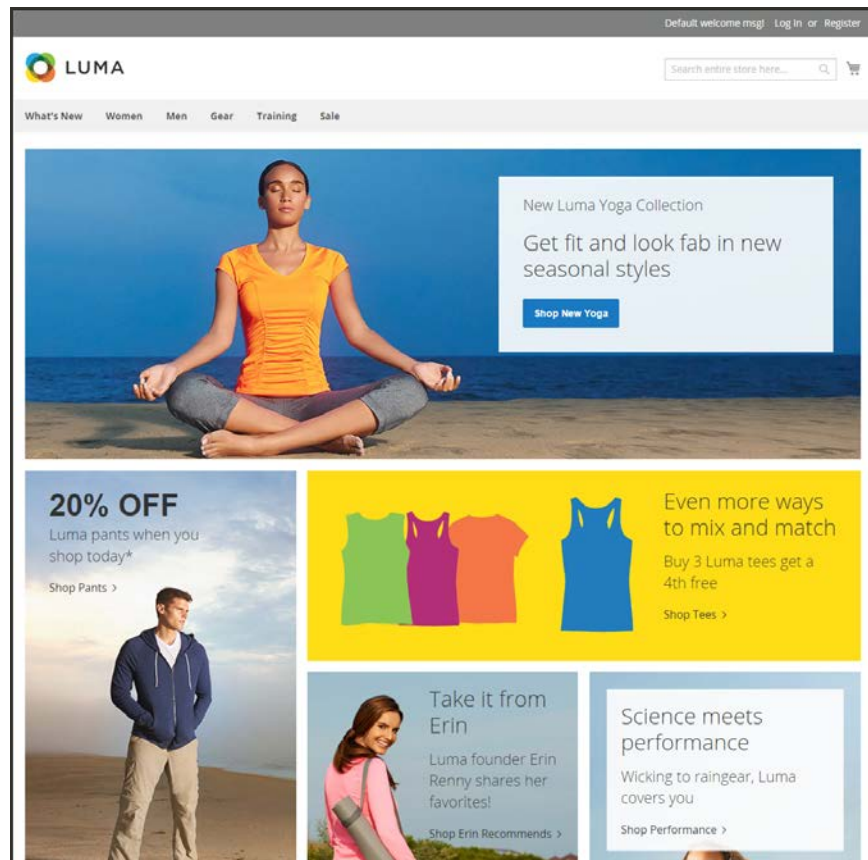 Default welcome msg! Log In or Register
LUMA
Search entire store here...
What's New Women Men Gear Training Sale
New Luma Yoga Collection
Get fit and look fab in new
seasonal styles
Shop New Yoga
20% OFF
Luma pants when you
shop today*
Shop Pants >
Even more ways
to mix and match
Buy 3 Luma tees get a
4th free
Shop Tees >
Take it from
Erin
Luma founder Erin
Renny shares her
favorites!
Shop Erin Recommends >
Science meets
performance
Wicking to raingear, Luma
covers you
Shop Performance >